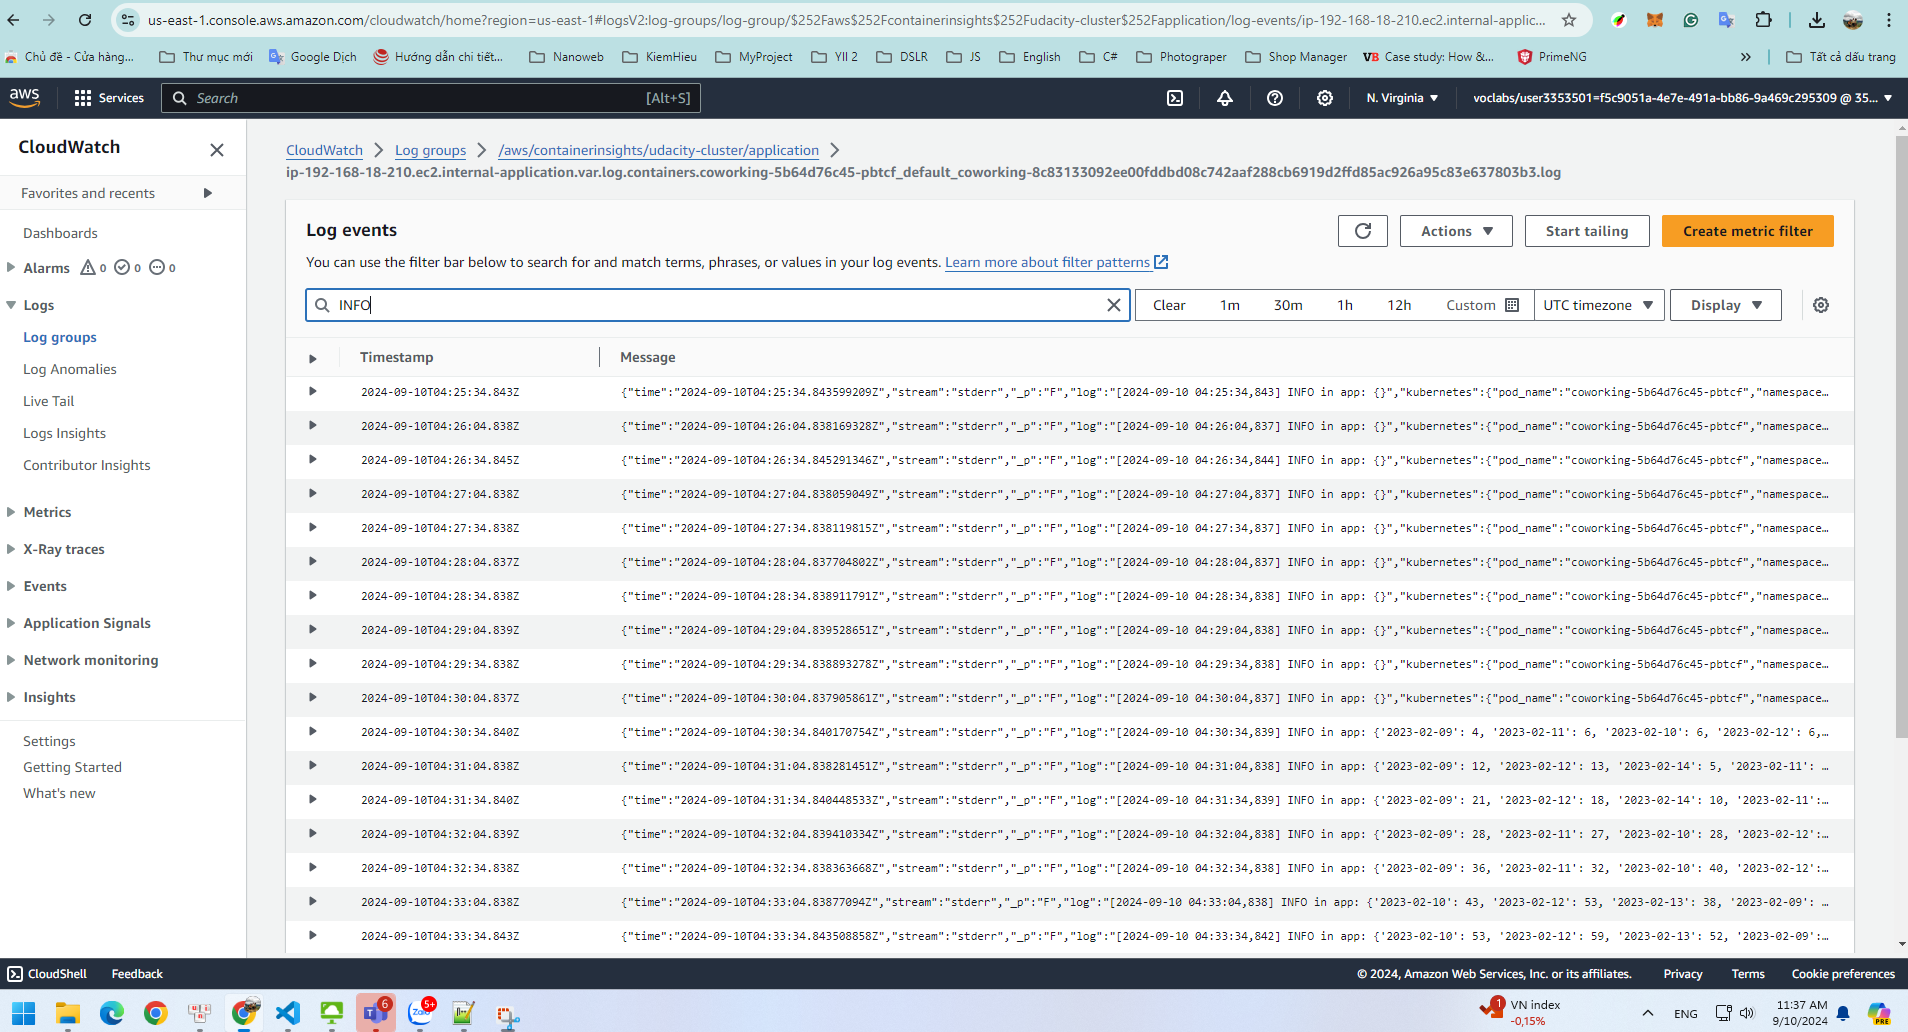 us-east-1.console.aws.amazon.com/cloudwatch/home?region=us-east-1#logsV2:log-groups/log-group/$252Faws$252Fcontainerinsights$252Fudacity-cluster$252Fapplication/log-events/ip-192-168-18-210.ec2.internal-applic...
Chủ đề - Cửa hàng... Thư mục mới Google Dịch Hướng dẫn chi tiết... Nanoweb KiemHieu MyProject YII 2 DSLR JS English C# Photograper Shop Manager VB Case study: How &... PrimeNG » Tất cả dấu trang
aws Services Search [Alt+S] N. Virginia voclabs/user3353501=f5c9051a-4e7e-491a-bb86-9a469c295309 @ 35...
CloudWatch
Favorites and recents
Dashboards
Alarms 0 0 0
Logs
Log groups
Log Anomalies
Live Tail
Logs Insights
Contributor Insights
Metrics
X-Ray traces
Events
Application Signals
Network monitoring
Insights
Settings
Getting Started
What's new
CloudWatch Log groups /aws/containerinsights/udacity-cluster/application
ip-192-168-18-210.ec2.internal-application.var.log.containers.coworking-5b64d76c45-pbtcf_default_coworking-8c83133092ee00fddbd08c742aaf288cb6919d2ffd85ac926a95c83e637803b3.log
Log events
Actions Start tailing Create metric filter
You can use the filter bar below to search for and match terms, phrases, or values in your log events. Learn more about filter patterns
INFO Clear 1m 30m 1h 12h Custom UTC timezone Display
Timestamp Message
2024-09-10T04:25:34.843Z {"time":"2024-09-10T04:25:34.843599209Z","stream":"stderr","_p":"F","log":"[2024-09-10 04:25:34,843] INFO in app: {}","kubernetes":{"pod_name":"coworking-5b64d76c45-pbtcf","namespace…
2024-09-10T04:26:04.838Z {"time":"2024-09-10T04:26:04.838169328Z","stream":"stderr","_p":"F","log":"[2024-09-10 04:26:04,837] INFO in app: {}","kubernetes":{"pod_name":"coworking-5b64d76c45-pbtcf","namespace…
2024-09-10T04:26:34.845Z {"time":"2024-09-10T04:26:34.845291346Z","stream":"stderr","_p":"F","log":"[2024-09-10 04:26:34,844] INFO in app: {}","kubernetes":{"pod_name":"coworking-5b64d76c45-pbtcf","namespace…
2024-09-10T04:27:04.838Z {"time":"2024-09-10T04:27:04.838059049Z","stream":"stderr","_p":"F","log":"[2024-09-10 04:27:04,837] INFO in app: {}","kubernetes":{"pod_name":"coworking-5b64d76c45-pbtcf","namespace…
2024-09-10T04:27:34.838Z {"time":"2024-09-10T04:27:34.838119815Z","stream":"stderr","_p":"F","log":"[2024-09-10 04:27:34,837] INFO in app: {}","kubernetes":{"pod_name":"coworking-5b64d76c45-pbtcf","namespace…
2024-09-10T04:28:04.837Z {"time":"2024-09-10T04:28:04.837704802Z","stream":"stderr","_p":"F","log":"[2024-09-10 04:28:04,837] INFO in app: {}","kubernetes":{"pod_name":"coworking-5b64d76c45-pbtcf","namespace…
2024-09-10T04:28:34.838Z {"time":"2024-09-10T04:28:34.838911791Z","stream":"stderr","_p":"F","log":"[2024-09-10 04:28:34,838] INFO in app: {}","kubernetes":{"pod_name":"coworking-5b64d76c45-pbtcf","namespace…
2024-09-10T04:29:04.839Z {"time":"2024-09-10T04:29:04.839528651Z","stream":"stderr","_p":"F","log":"[2024-09-10 04:29:04,838] INFO in app: {}","kubernetes":{"pod_name":"coworking-5b64d76c45-pbtcf","namespace…
2024-09-10T04:29:34.838Z {"time":"2024-09-10T04:29:34.838893278Z","stream":"stderr","_p":"F","log":"[2024-09-10 04:29:34,838] INFO in app: {}","kubernetes":{"pod_name":"coworking-5b64d76c45-pbtcf","namespace…
2024-09-10T04:30:04.837Z {"time":"2024-09-10T04:30:04.837905861Z","stream":"stderr","_p":"F","log":"[2024-09-10 04:30:04,837] INFO in app: {}","kubernetes":{"pod_name":"coworking-5b64d76c45-pbtcf","namespace…
2024-09-10T04:30:34.840Z {"time":"2024-09-10T04:30:34.840170754Z","stream":"stderr","_p":"F","log":"[2024-09-10 04:30:34,839] INFO in app: {'2023-02-09': 4, '2023-02-11': 6, '2023-02-10': 6, '2023-02-12': 6,…
2024-09-10T04:31:04.838Z {"time":"2024-09-10T04:31:04.838281451Z","stream":"stderr","_p":"F","log":"[2024-09-10 04:31:04,838] INFO in app: {'2023-02-09': 12, '2023-02-12': 13, '2023-02-14': 5, '2023-02-11': …
2024-09-10T04:31:34.840Z {"time":"2024-09-10T04:31:34.840448533Z","stream":"stderr","_p":"F","log":"[2024-09-10 04:31:34,839] INFO in app: {'2023-02-09': 21, '2023-02-12': 18, '2023-02-14': 10, '2023-02-11':…
2024-09-10T04:32:04.839Z {"time":"2024-09-10T04:32:04.839410334Z","stream":"stderr","_p":"F","log":"[2024-09-10 04:32:04,838] INFO in app: {'2023-02-09': 28, '2023-02-11': 27, '2023-02-10': 28, '2023-02-12':…
2024-09-10T04:32:34.838Z {"time":"2024-09-10T04:32:34.838363668Z","stream":"stderr","_p":"F","log":"[2024-09-10 04:32:34,838] INFO in app: {'2023-02-09': 36, '2023-02-11': 32, '2023-02-10': 40, '2023-02-12':…
2024-09-10T04:33:04.838Z {"time":"2024-09-10T04:33:04.83877094Z","stream":"stderr","_p":"F","log":"[2024-09-10 04:33:04,838] INFO in app: {'2023-02-10': 43, '2023-02-12': 53, '2023-02-13': 38, '2023-02-09': …
2024-09-10T04:33:34.843Z {"time":"2024-09-10T04:33:34.843508858Z","stream":"stderr","_p":"F","log":"[2024-09-10 04:33:34,842] INFO in app: {'2023-02-10': 53, '2023-02-12': 59, '2023-02-13': 52, '2023-02-09':…
CloudShell Feedback © 2024, Amazon Web Services, Inc. or its affiliates. Privacy Terms Cookie preferences
6 5+ 1 VN index ENG 11:37 AM
-0,15% 9/10/2024 PRE